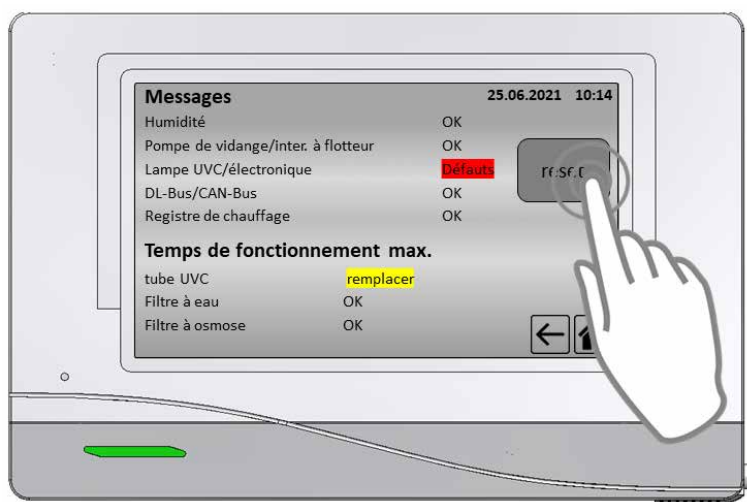 Messages 25.06.2021 10:14
Humidité OK
Pompe de vidange/inter. à flotteur OK
Lampe UVC/électronique Défauts
reset
DL-Bus/CAN-Bus OK
Registre de chauffage OK
Temps de fonctionnement max.
tube UVC remplacer
Filtre à eau OK
Filtre à osmose OK